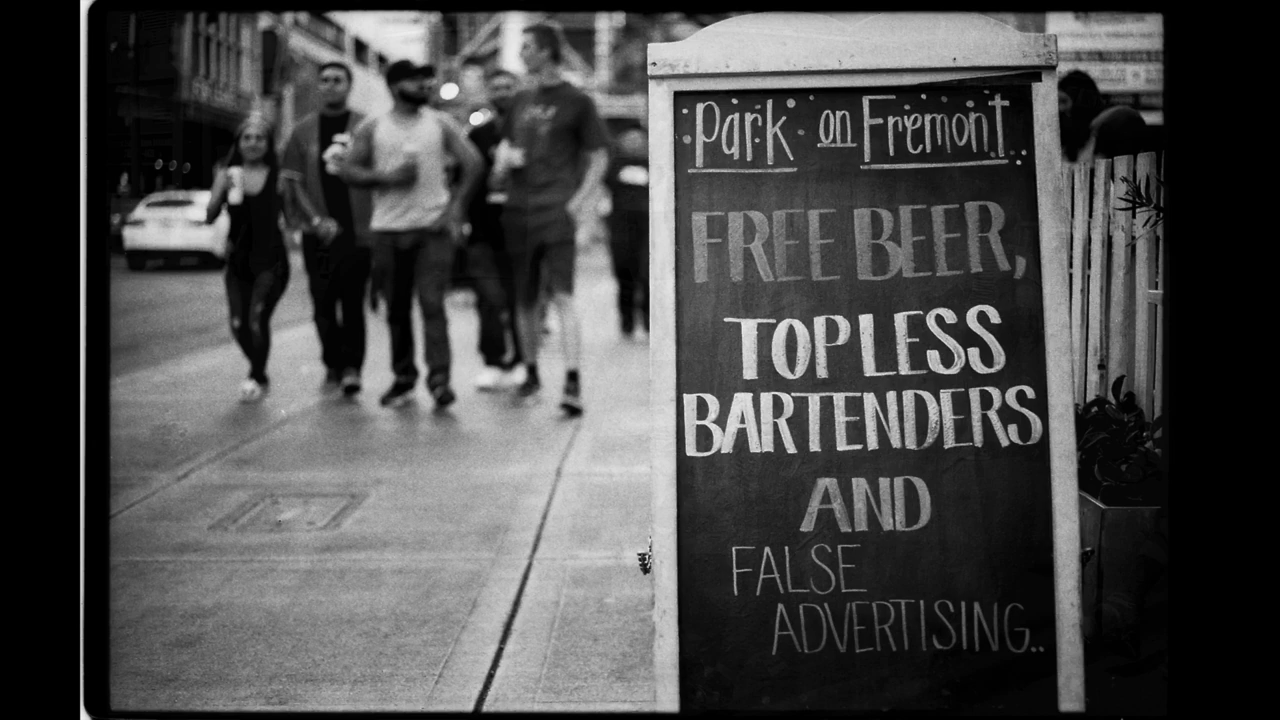 Park on Fremont..
FREE BEER,
TOPLESS
BARTENDERS
AND
FALSE
ADVERTISING..